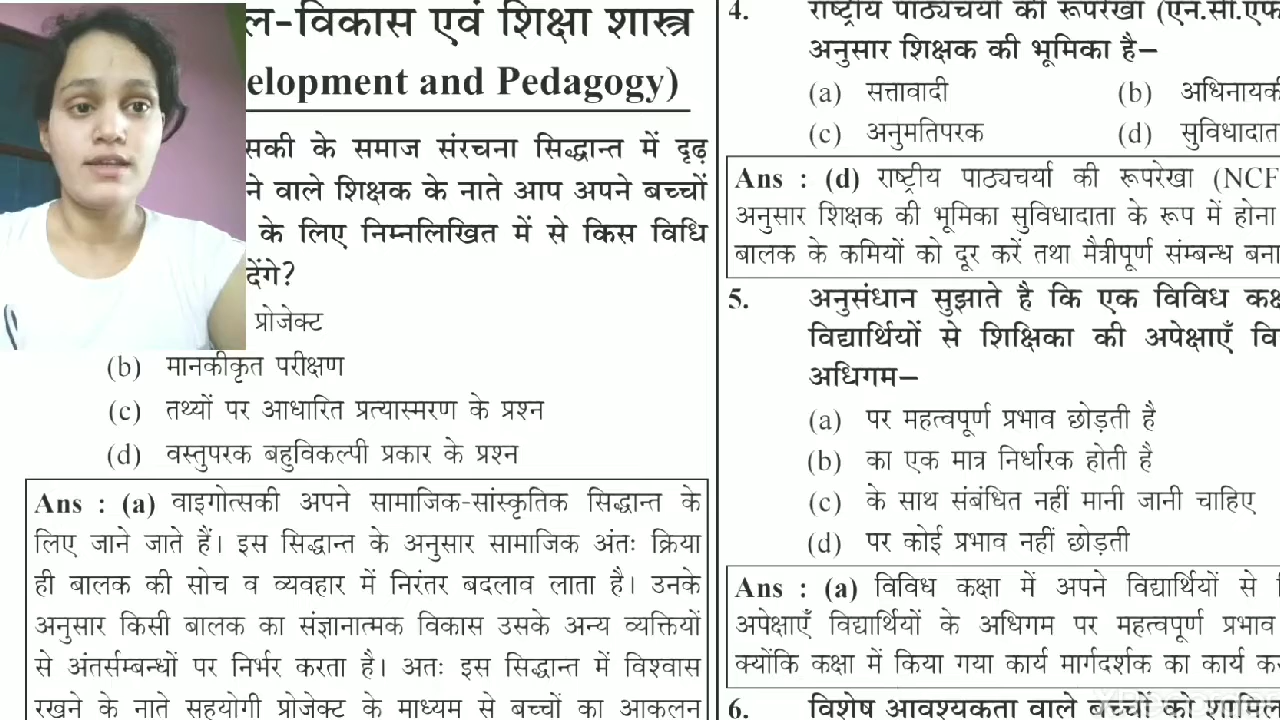 ल-विकास एवं शिक्षा शास्त्र
elopment and Pedagogy)
सकी के समाज संरचना सिद्धान्त में दृढ़
ने वाले शिक्षक के नाते आप अपने बच्चों
के लिए निम्नलिखित में से किस विधि
देंगे?
प्रोजेक्ट
(b) मानकीकृत परीक्षण
(c) तथ्यों पर आधारित प्रत्यास्मरण के प्रश्न
(d) वस्तुपरक बहुविकल्पी प्रकार के प्रश्न
Ans : (a) वाइगोत्सकी अपने सामाजिक-सांस्कृतिक सिद्धान्त के
लिए जाने जाते हैं। इस सिद्धान्त के अनुसार सामाजिक अंतः क्रिया
ही बालक की सोच व व्यवहार में निरंतर बदलाव लाता है। उनके
अनुसार किसी बालक का संज्ञानात्मक विकास उसके अन्य व्यक्तियों
से अंतर्सम्बन्धों पर निर्भर करता है। अतः इस सिद्धान्त में विश्वास
रखने के नाते सहयोगी प्रोजेक्ट के माध्यम से बच्चों का आकलन
4. राष्ट्रीय पाठ्यचर्या की रूपरेखा (एन.सी.एफ
अनुसार शिक्षक की भूमिका है–
(a) सत्तावादी (b) अधिनायकी
(c) अनुमतिपरक (d) सुविधादात
Ans : (d) राष्ट्रीय पाठ्यचर्या की रूपरेखा (NCF
अनुसार शिक्षक की भूमिका सुविधादाता के रूप में होना
बालक के कमियों को दूर करें तथा मैत्रीपूर्ण सम्बन्ध बना
5. अनुसंधान सुझाते है कि एक विविध कक्ष
विद्यार्थियों से शिक्षिका की अपेक्षाएँ वि
अधिगम–
(a) पर महत्वपूर्ण प्रभाव छोड़ती है
(b) का एक मात्र निर्धारक होती है
(c) के साथ संबंधित नहीं मानी जानी चाहिए
(d) पर कोई प्रभाव नहीं छोड़ती
Ans : (a) विविध कक्षा में अपने विद्यार्थियों से
अपेक्षाएँ विद्यार्थियों के अधिगम पर महत्वपूर्ण प्रभाव
क्योंकि कक्षा में किया गया कार्य मार्गदर्शक का कार्य कर
6. विशेष आवश्यकता वाले बच्चों को शामिल